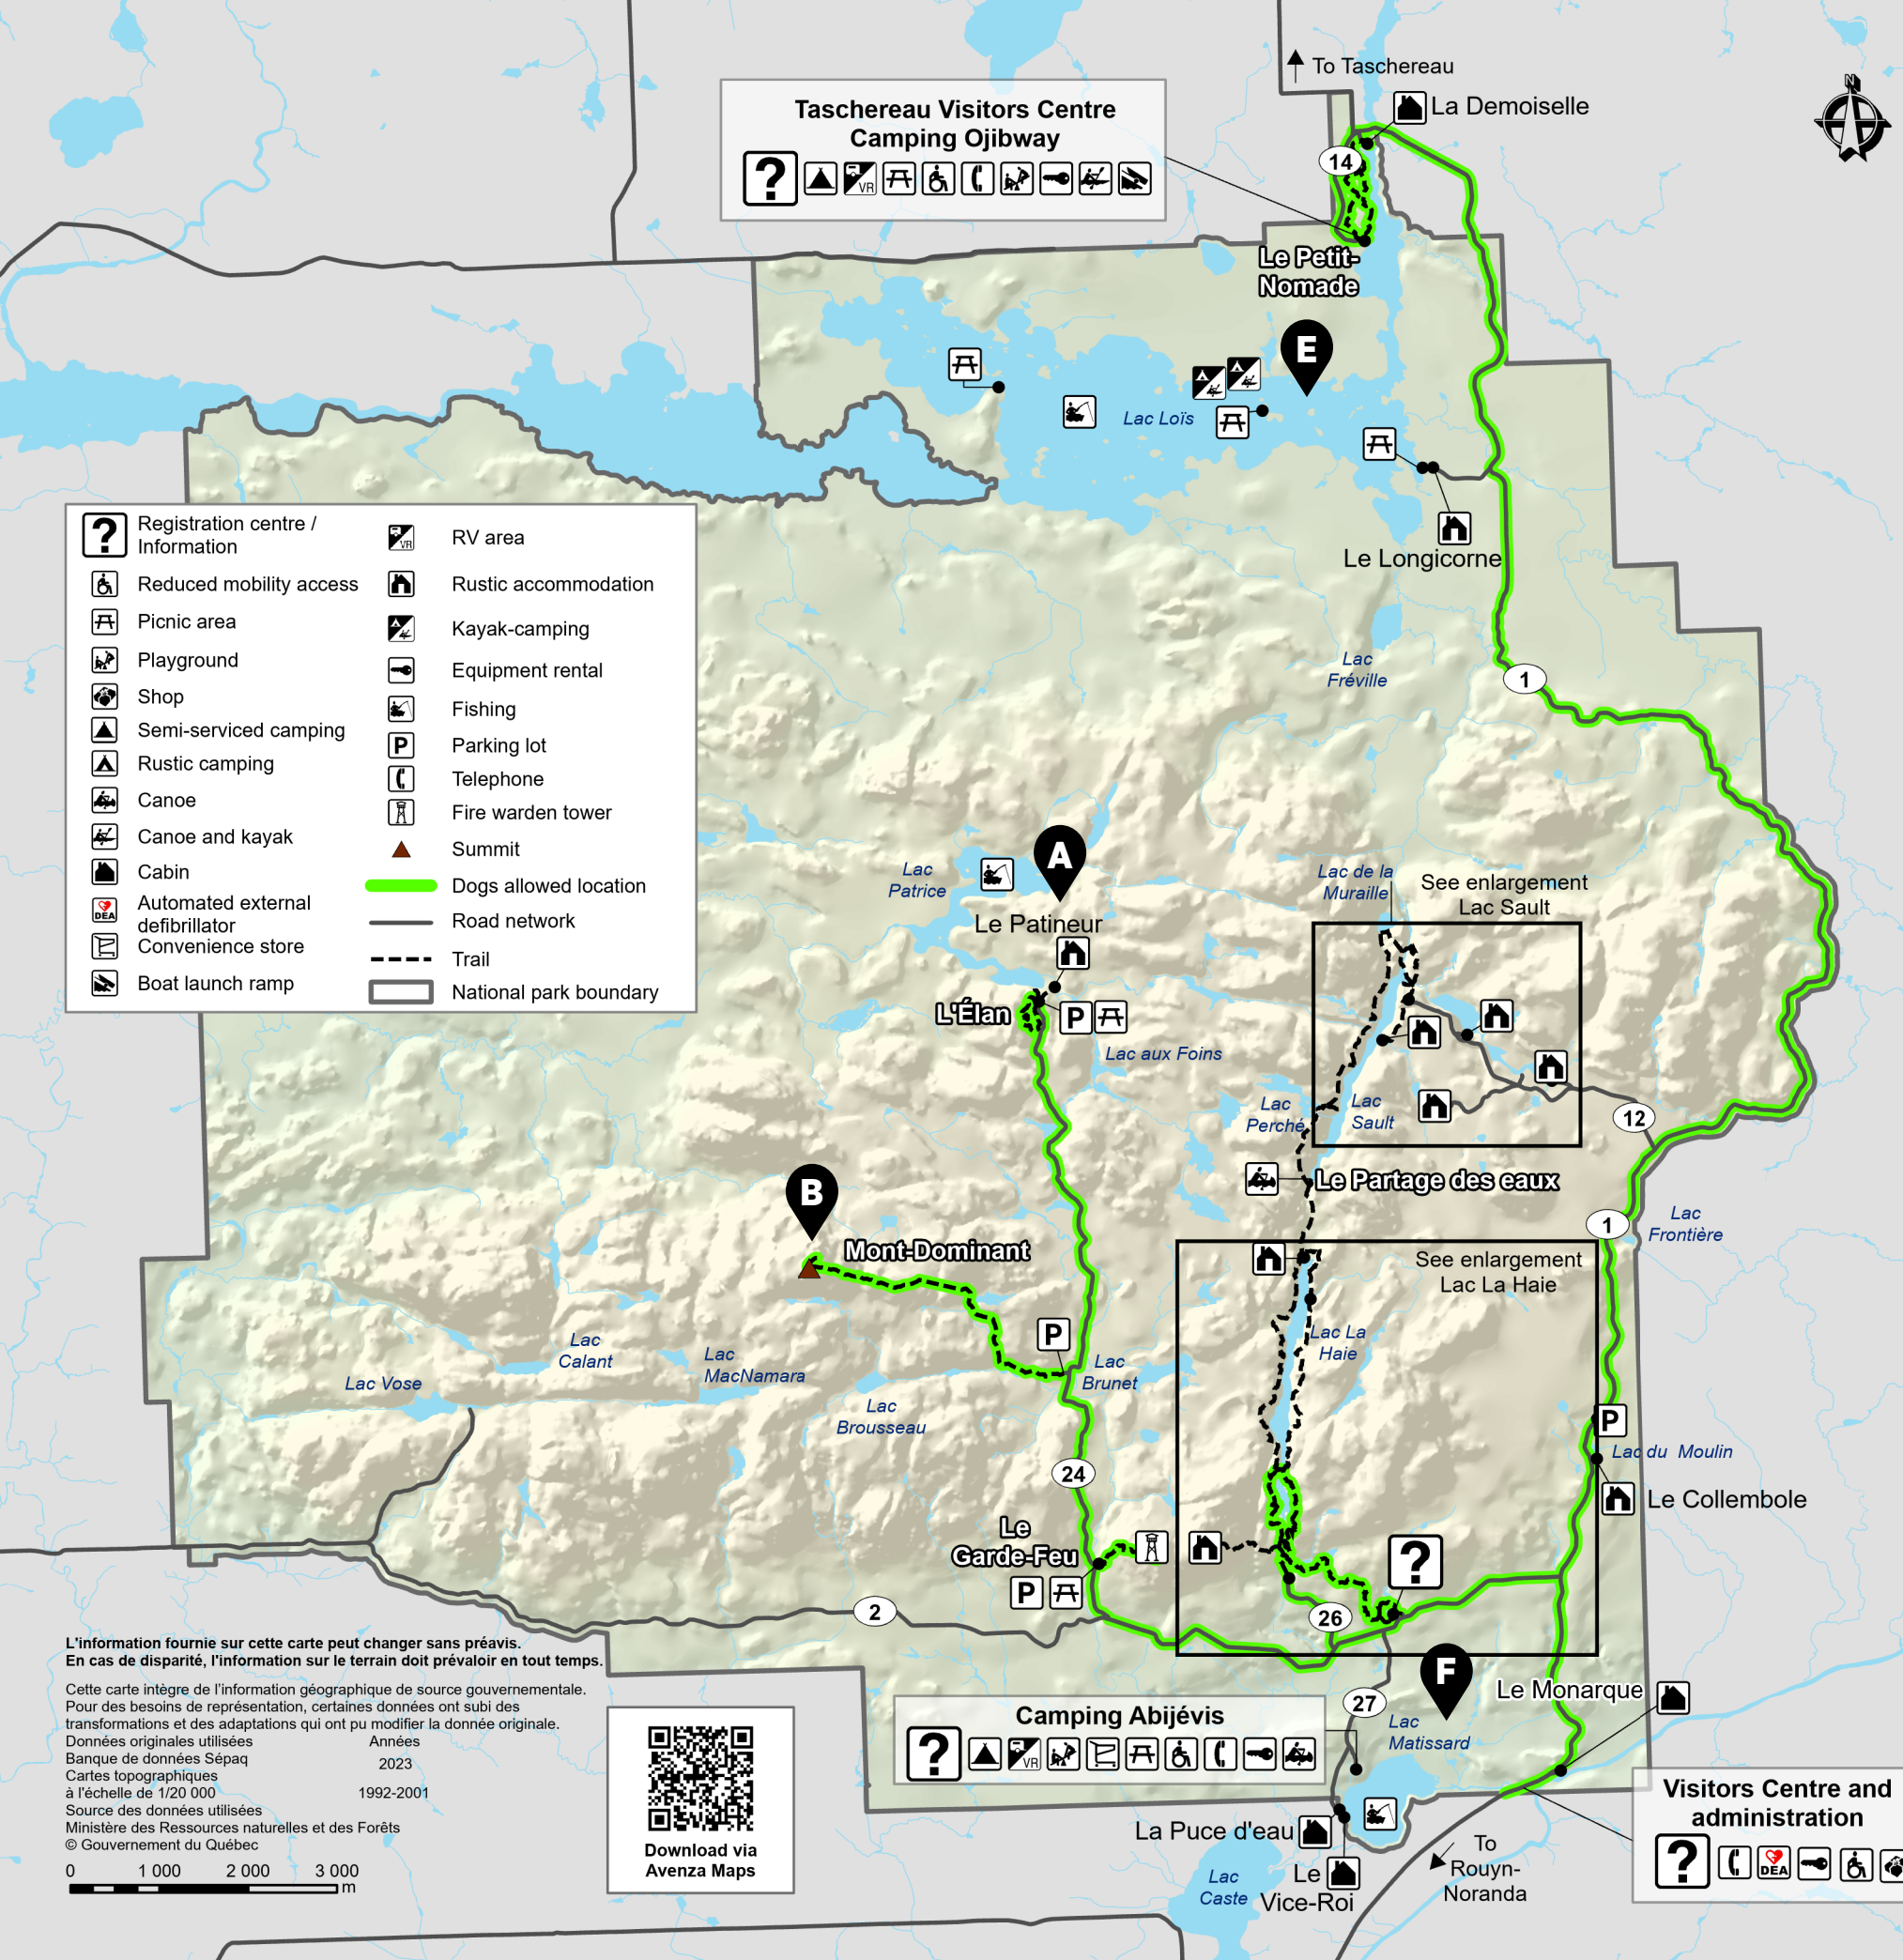 To Taschereau
La Demoiselle
N
Taschereau Visitors Centre
Camping Ojibway
?
VR
14
Le Petit-
Nomade
E
Lac Loïs
Le Longicorne
Lac
Fréville
1
?
Registration centre /
Information
Reduced mobility access
Picnic area
Playground
Shop
Semi-serviced camping
Rustic camping
Canoe
Canoe and kayak
Cabin
DEA
Automated external
defibrillator
Convenience store
Boat launch ramp
VR
RV area
Rustic accommodation
Kayak-camping
Equipment rental
Fishing
P
Parking lot
Telephone
Fire warden tower
Summit
Dogs allowed location
Road network
Trail
National park boundary
A
Lac
Patrice
Le Patineur
L'Élan
P
Lac aux Foins
Lac de la
Muraille
See enlargement
Lac Sault
Lac
Perché
Lac
Sault
12
Le Partage des eaux
1
Lac
Frontière
B
Mont-Dominant
See enlargement
Lac La Haie
Lac La
Haie
P
Lac
Brunet
Lac
Calant
Lac
MacNamara
Lac Vose
Lac
Brousseau
24
P
Lac du Moulin
Le Collembole
Le
Garde-Feu
P
?
26
2
F
27
Lac
Matissard
Le Monarque
Camping Abijévis
?
VR
La Puce d'eau
Le
Vice-Roi
Lac
Caste
To
Rouyn-
Noranda
Visitors Centre and
administration
?
DEA
L'information fournie sur cette carte peut changer sans préavis.
En cas de disparité, l'information sur le terrain doit prévaloir en tout temps.
Cette carte intègre de l'information géographique de source gouvernementale.
Pour des besoins de représentation, certaines données ont subi des
transformations et des adaptations qui ont pu modifier la donnée originale.
Données originales utilisées Années
Banque de données Sépaq 2023
Cartes topographiques
à l'échelle de 1/20 000 1992-2001
Source des données utilisées
Ministère des Ressources naturelles et des Forêts
© Gouvernement du Québec
0 1 000 2 000 3 000
m
Download via
Avenza Maps